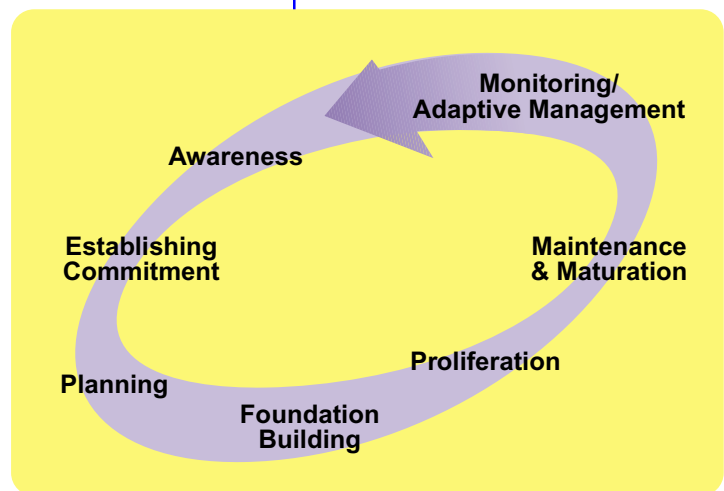 Monitoring/
Adaptive Management
Awareness
Establishing
Commitment
Maintenance
& Maturation
Proliferation
Planning
Foundation
Building